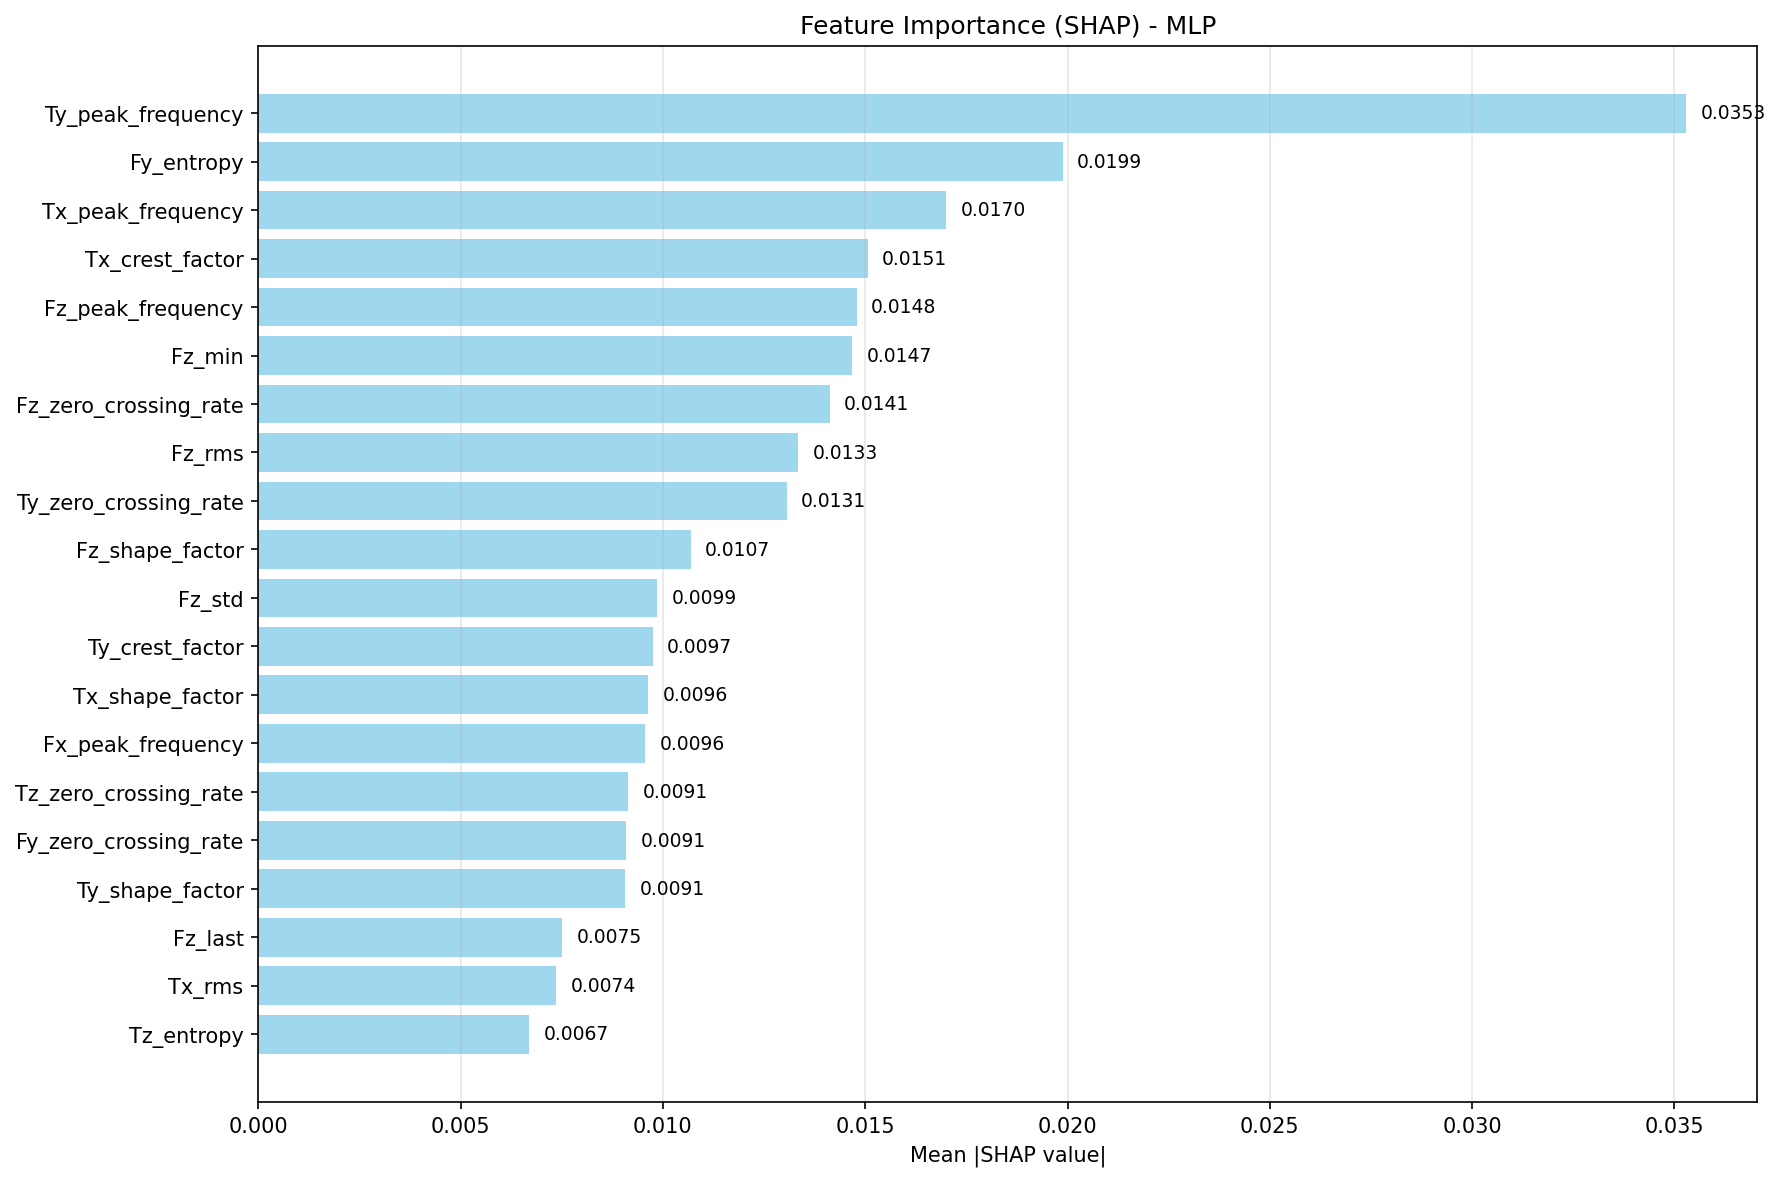 Feature Importance (SHAP) - MLP
Ty_peak_frequency 0.0353
Fy_entropy 0.0199
Tx_peak_frequency 0.0170
Tx_crest_factor 0.0151
Fz_peak_frequency 0.0148
Fz_min 0.0147
Fz_zero_crossing_rate 0.0141
Fz_rms 0.0133
Ty_zero_crossing_rate 0.0131
Fz_shape_factor 0.0107
Fz_std 0.0099
Ty_crest_factor 0.0097
Tx_shape_factor 0.0096
Fx_peak_frequency 0.0096
Tz_zero_crossing_rate 0.0091
Fy_zero_crossing_rate 0.0091
Ty_shape_factor 0.0091
Fz_last 0.0075
Tx_rms 0.0074
Tz_entropy 0.0067
0.000 0.005 0.010 0.015 0.020 0.025 0.030 0.035
Mean |SHAP value|